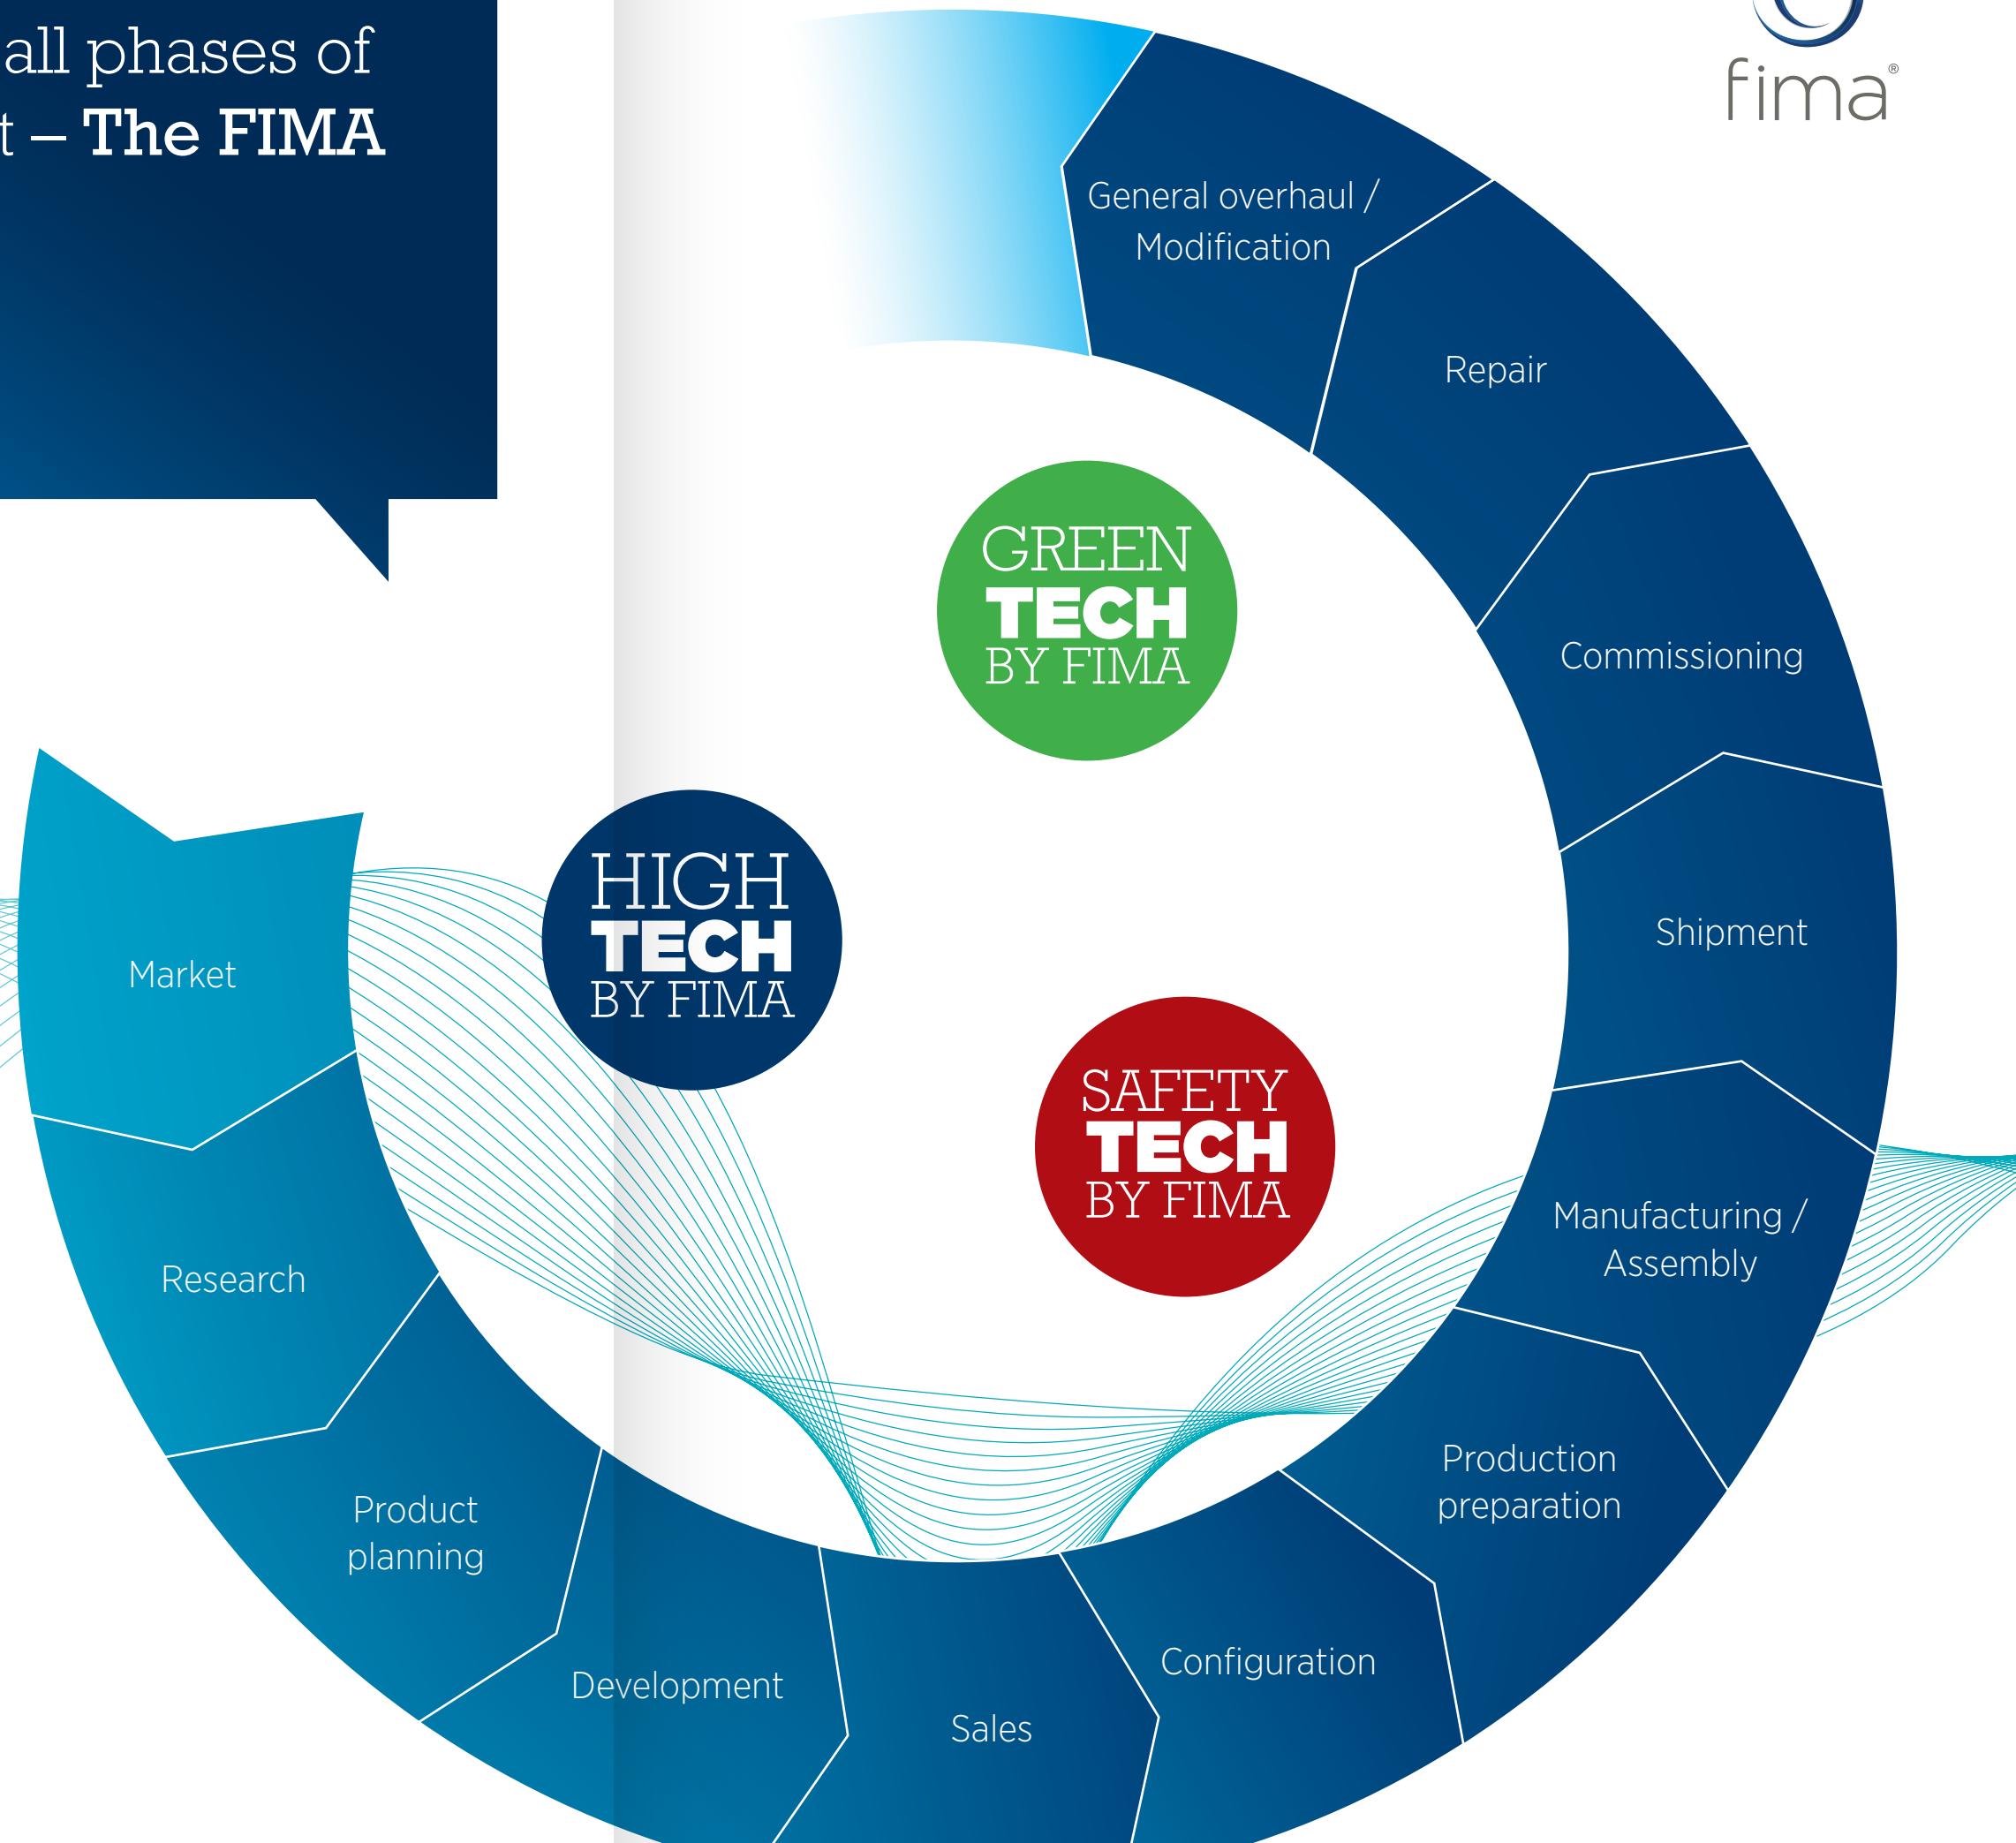 all phases of
t – The FIMA
fima®
General overhaul /
Modification
Repair
Commissioning
Shipment
Manufacturing /
Assembly
Production
preparation
Configuration
Sales
Development
Product
planning
Research
Market
GREEN
TECH
BY FIMA
HIGH
TECH
BY FIMA
SAFETY
TECH
BY FIMA